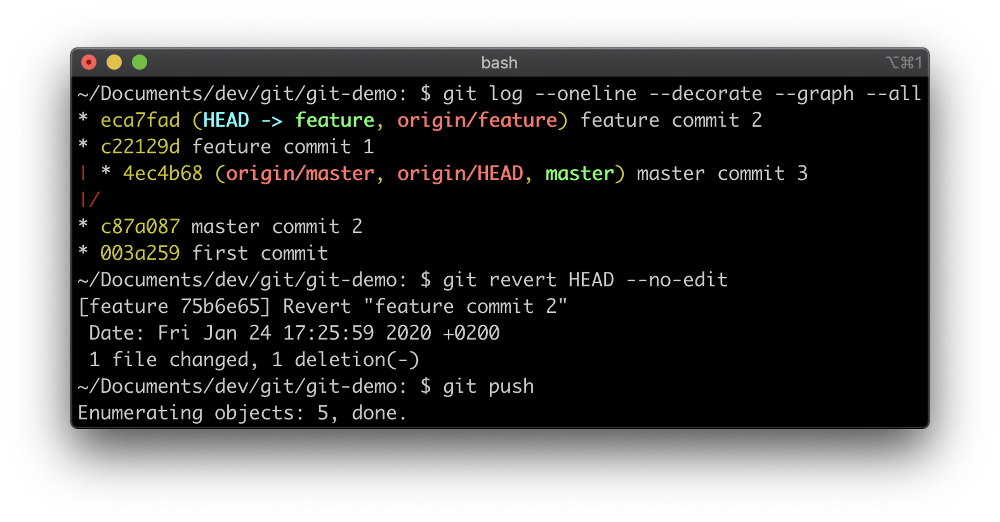 bash
⌥⌘1
~/Documents/dev/git/git-demo: $ git log --oneline --decorate --graph --all
* eca7fad (HEAD -> feature, origin/feature) feature commit 2
* c22129d feature commit 1
| * 4ec4b68 (origin/master, origin/HEAD, master) master commit 3
|/
* c87a087 master commit 2
* 003a259 first commit
~/Documents/dev/git/git-demo: $ git revert HEAD --no-edit
[feature 75b6e65] Revert "feature commit 2"
 Date: Fri Jan 24 17:25:59 2020 +0200
 1 file changed, 1 deletion(-)
~/Documents/dev/git/git-demo: $ git push
Enumerating objects: 5, done.